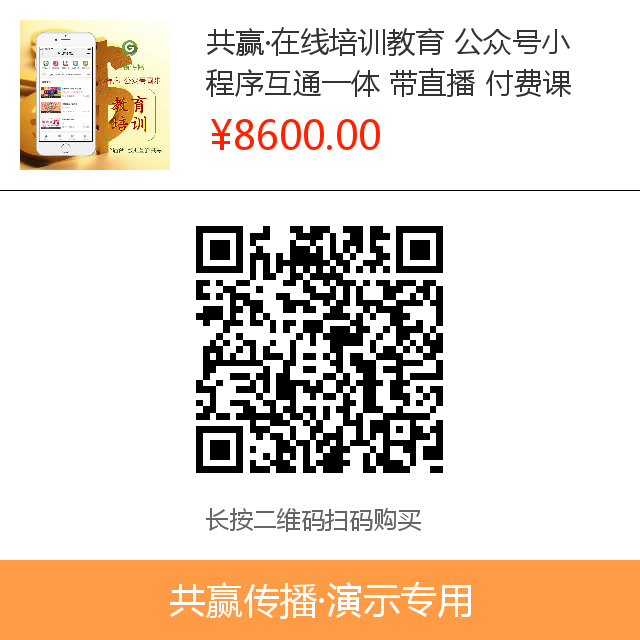 共赢·在线培训教育 公众号小
程序互通一体 带直播 付费课
¥8600.00
教育
培训
长按二维码扫码购买
共赢传播·演示专用